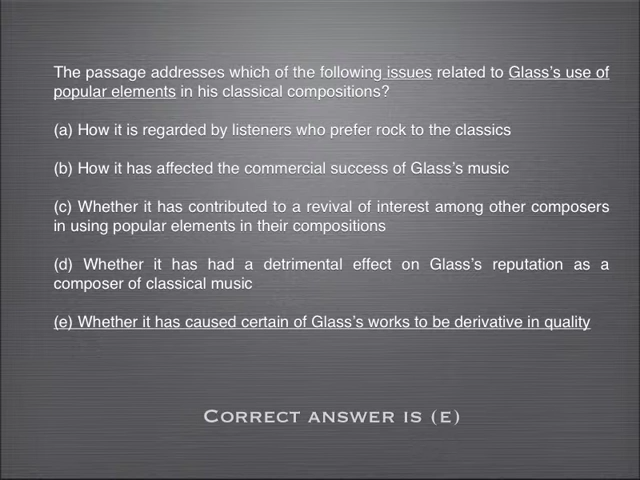 The passage addresses which of the following issues related to Glass's use of
popular elements in his classical compositions?
(a) How it is regarded by listeners who prefer rock to the classics
(b) How it has affected the commercial success of Glass's music
(c) Whether it has contributed to a revival of interest among other composers
in using popular elements in their compositions
(d) Whether it has had a detrimental effect on Glass's reputation as a
composer of classical music
(e) Whether it has caused certain of Glass's works to be derivative in quality
Correct answer is (e)